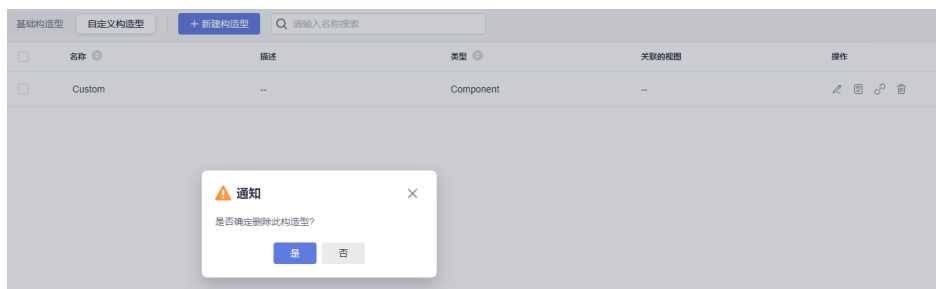 基础构造型 自定义构造型 + 新建构造型 请输入名称搜索
名称 描述 类型 关联的视图 操作
Custom -- Component --
通知
是否确定删除此构造型?
是 否